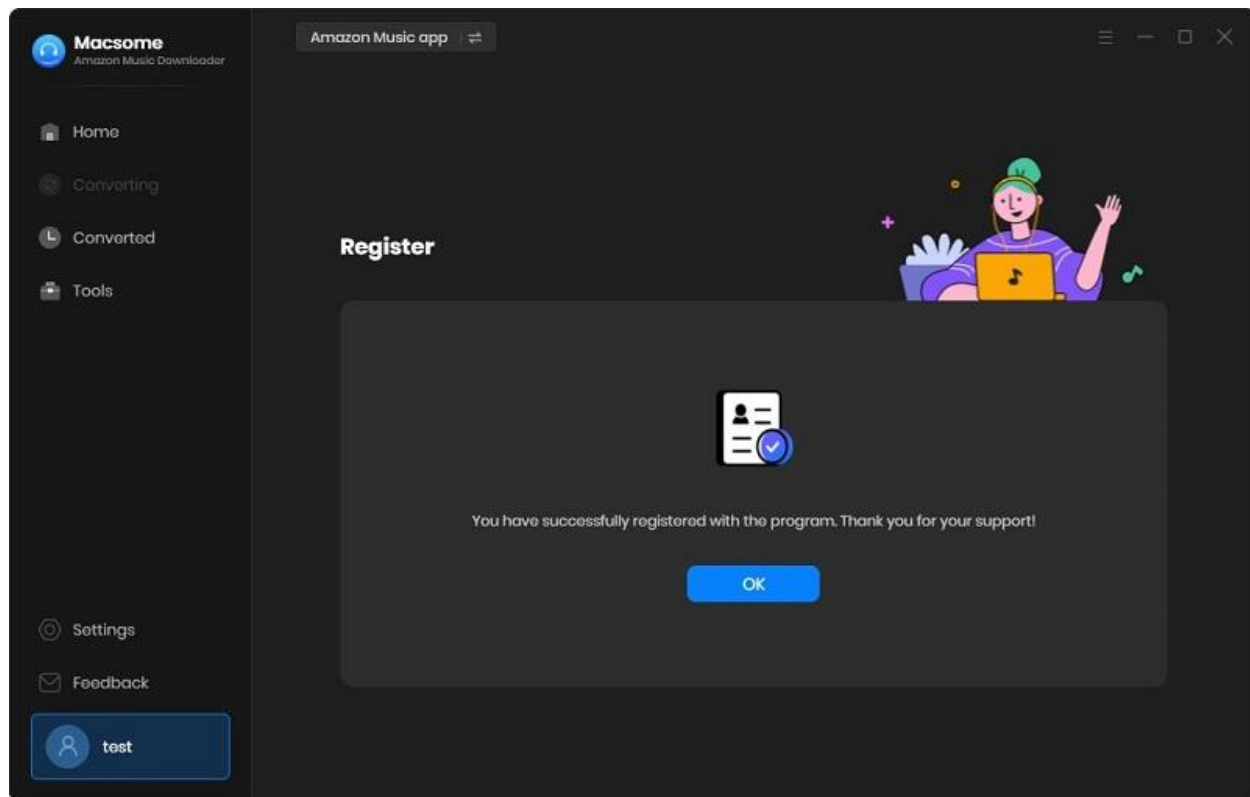 Macsome
Amazon Music Downloader
Amazon Music app
Home
Converting
Converted
Tools
Register
You have successfully registered with the program. Thank you for your support!
OK
Settings
Feedback
test